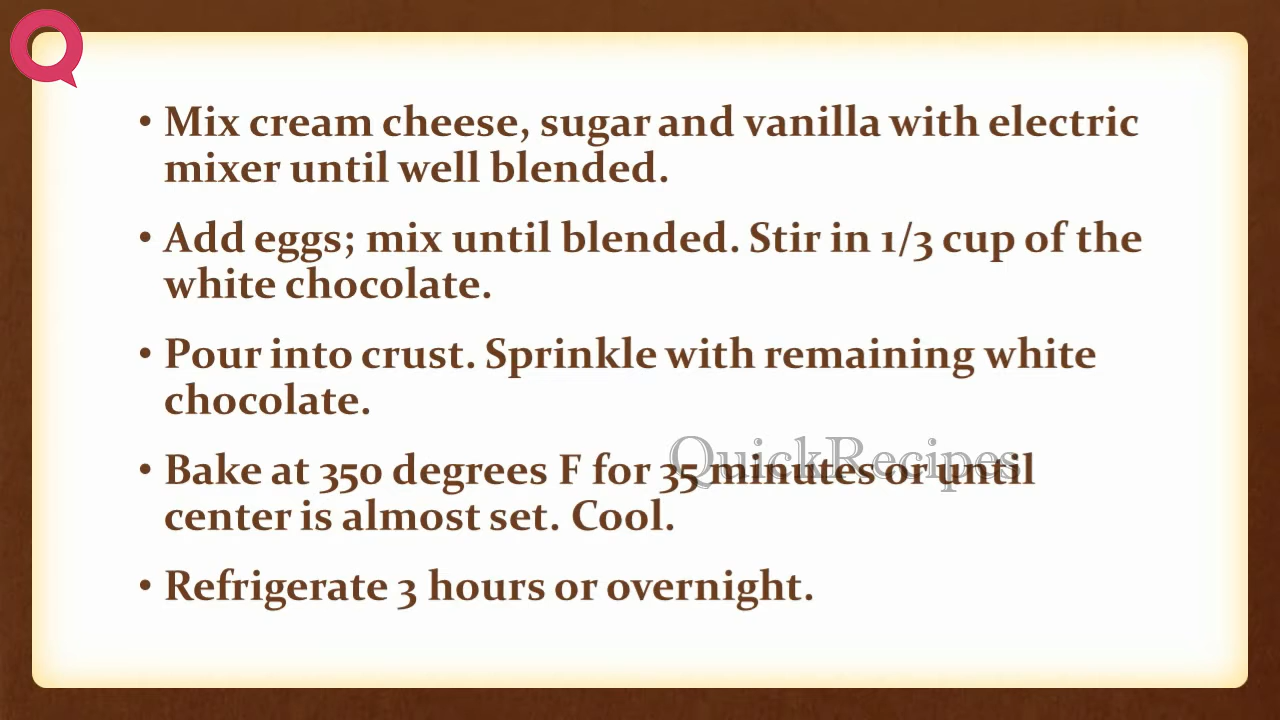 • Mix cream cheese, sugar and vanilla with electric
mixer until well blended.
• Add eggs; mix until blended. Stir in 1/3 cup of the
white chocolate.
• Pour into crust. Sprinkle with remaining white
chocolate.
• Bake at 350 degrees F for 35 minutes or until
QuickRecipes
center is almost set. Cool.
• Refrigerate 3 hours or overnight.